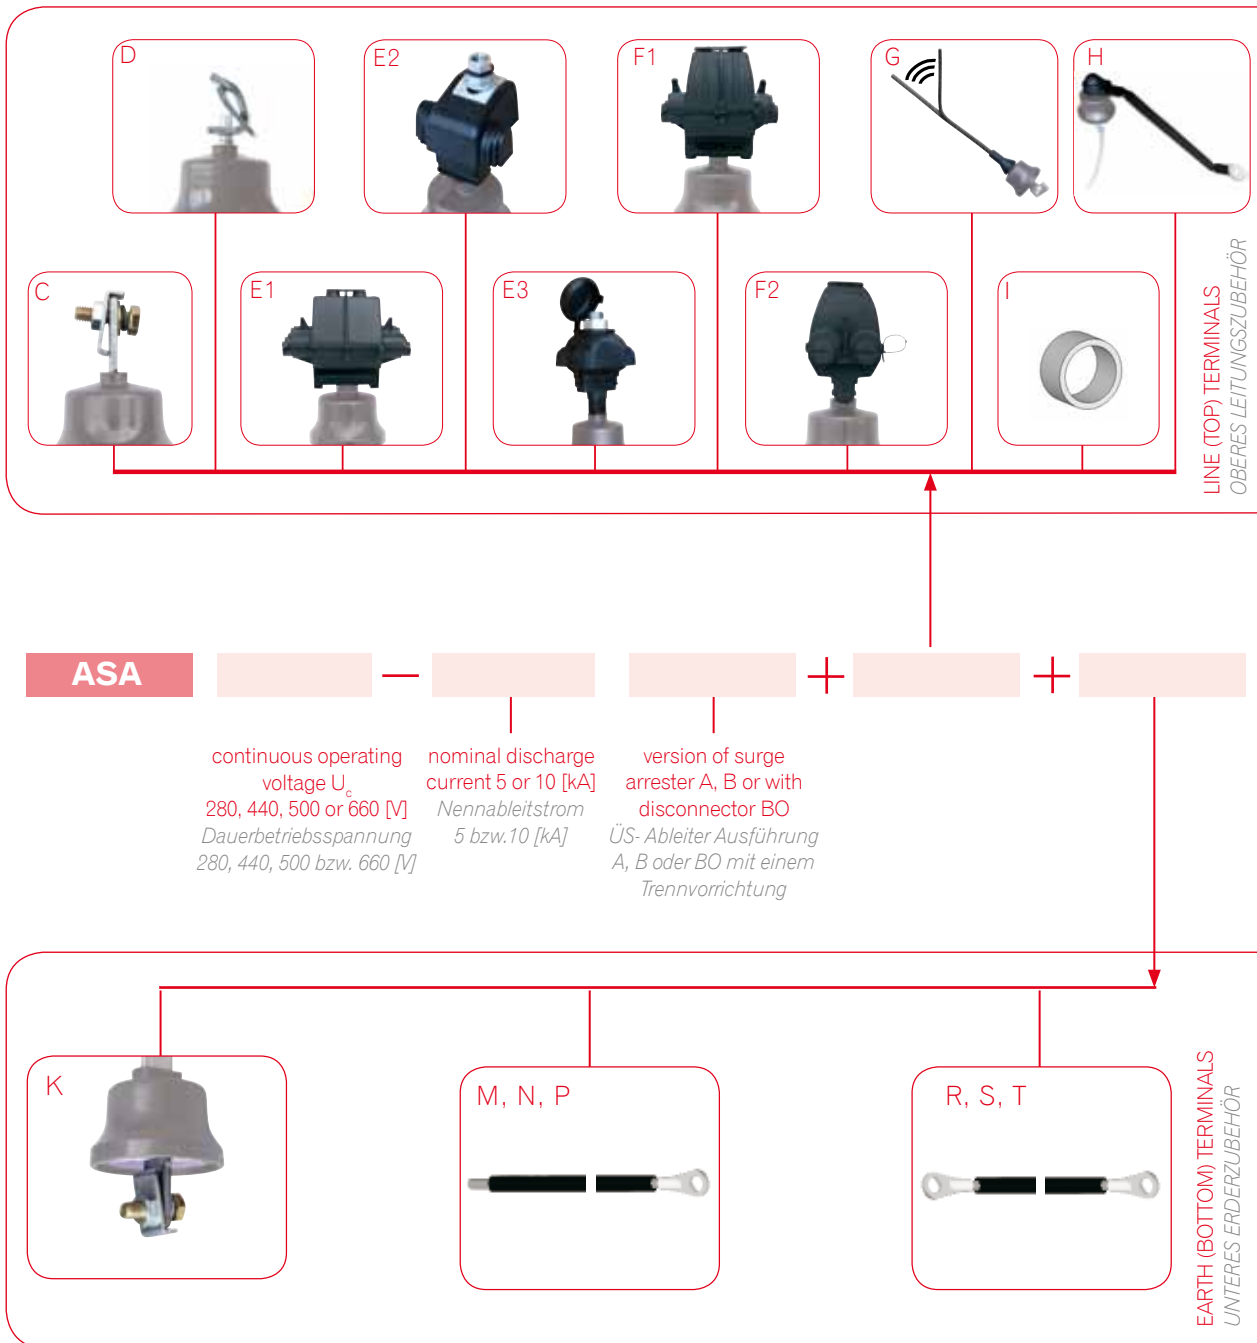 D
E2
F1
G
H
C
E1
E3
F2
I
LINE (TOP) TERMINALS
OBERES LEITUNGSZUBEHÖR
ASA
continuous operating
voltage Uc
280, 440, 500 or 660 [V]
Dauerbetriebsspannung
280, 440, 500 bzw. 660 [V]
nominal discharge
current 5 or 10 [kA]
Nennableitstrom
5 bzw.10 [kA]
version of surge
arrester A, B or with
disconnector BO
ÜS- Ableiter Ausführung
A, B oder BO mit einem
Trennvorrichtung
K
M, N, P
R, S, T
EARTH (BOTTOM) TERMINALS
UNTERES ERDERZUBEHÖR